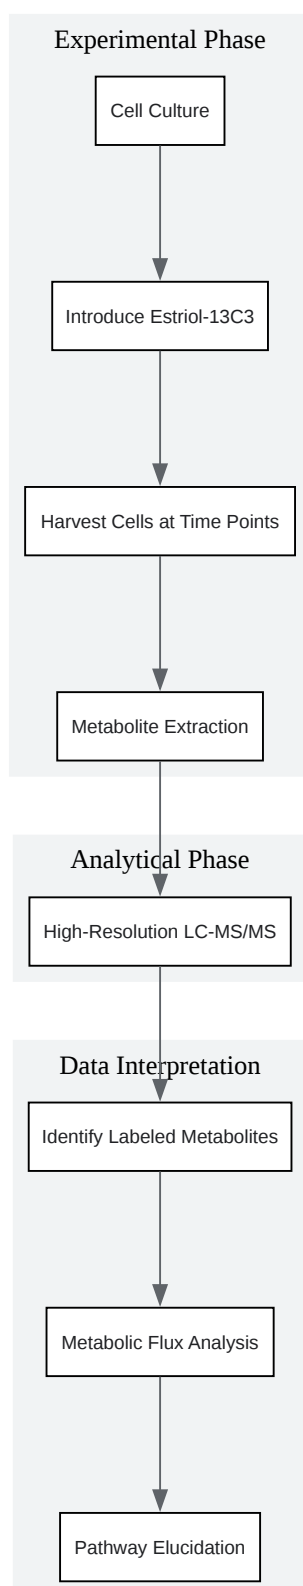 Experimental Phase
Cell Culture
Introduce Estriol-13C3
Harvest Cells at Time Points
Metabolite Extraction
Analytical Phase
High-Resolution LC-MS/MS
Data Interpretation
Identify Labeled Metabolites
Metabolic Flux Analysis
Pathway Elucidation